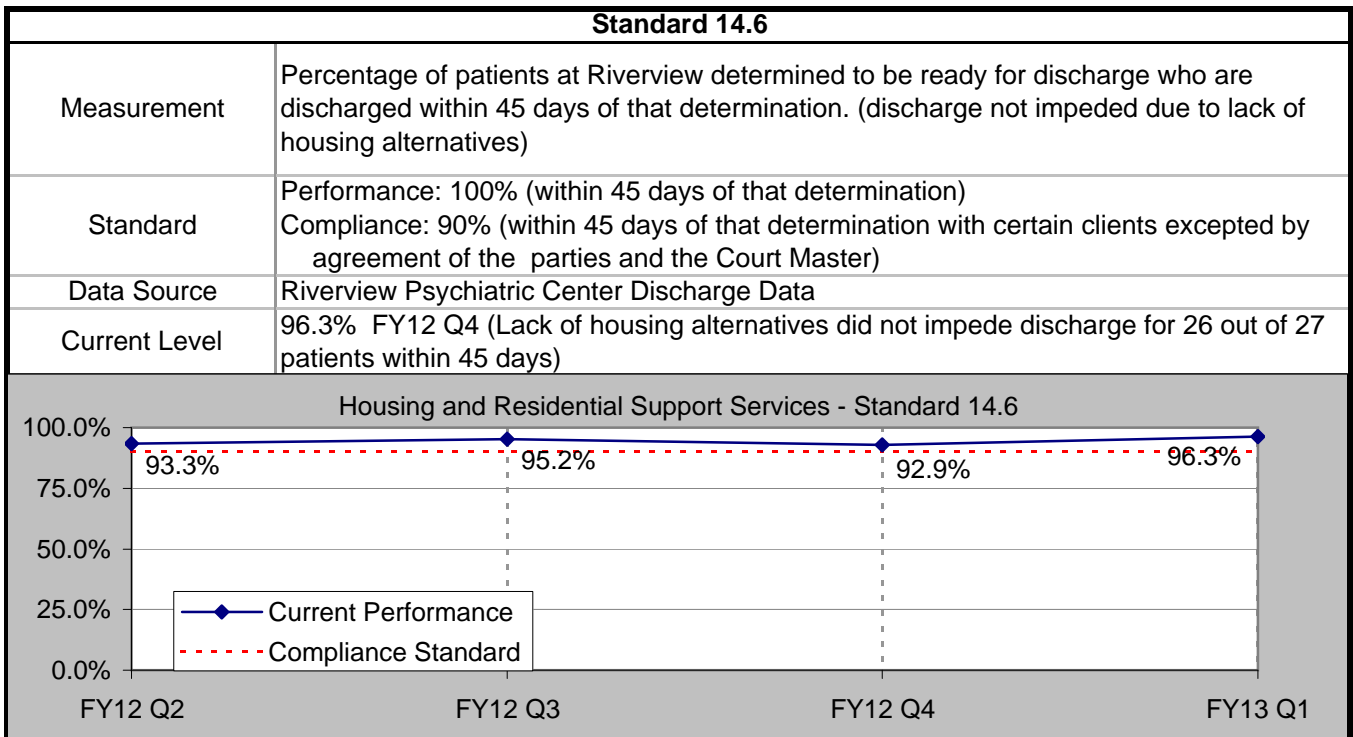 Standard 14.6
Measurement
Percentage of patients at Riverview determined to be ready for discharge who are
discharged within 45 days of that determination. (discharge not impeded due to lack of
housing alternatives)
Standard
Performance: 100% (within 45 days of that determination)
Compliance: 90% (within 45 days of that determination with certain clients excepted by
agreement of the parties and the Court Master)
Data Source
Riverview Psychiatric Center Discharge Data
Current Level
96.3% FY12 Q4 (Lack of housing alternatives did not impede discharge for 26 out of 27
patients within 45 days)
Housing and Residential Support Services - Standard 14.6
100.0%
75.0%
50.0%
25.0%
0.0%
93.3%
95.2%
92.9%
96.3%
Current Performance
Compliance Standard
FY12 Q2
FY12 Q3
FY12 Q4
FY13 Q1